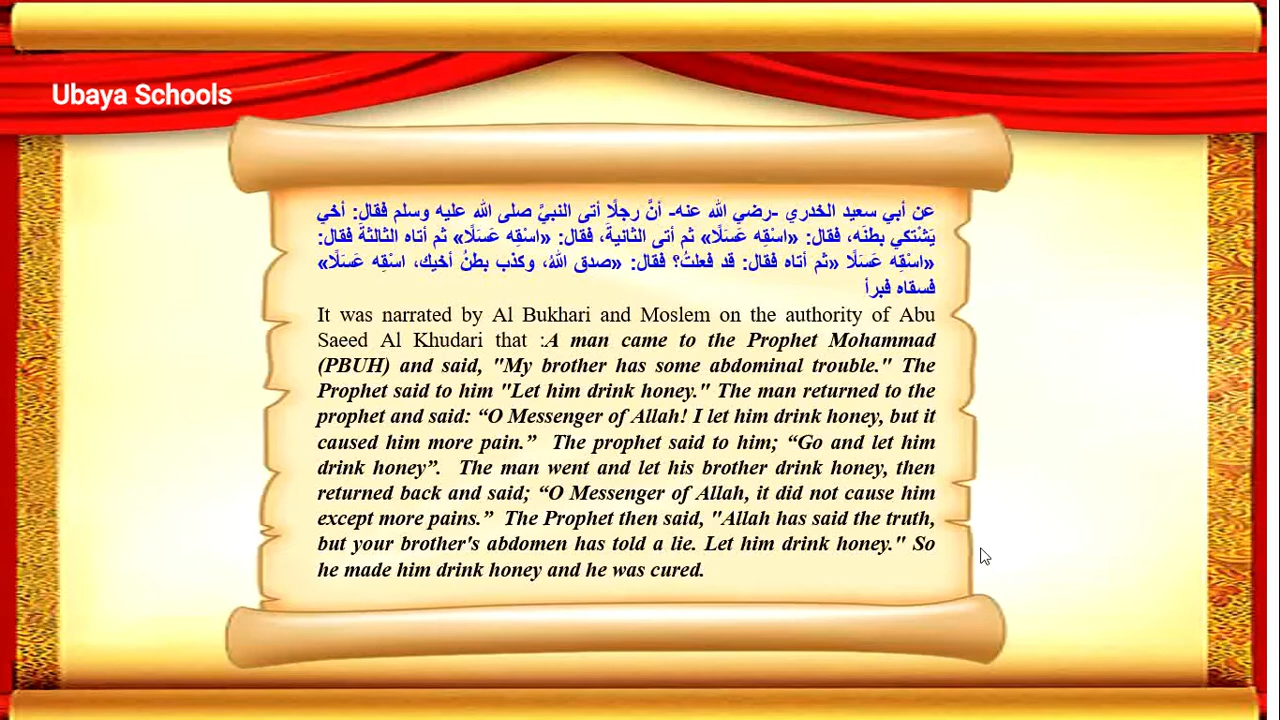 Ubaya Schools
عن أبي سعيد الخدري -رضي الله عنه- أنَّ رجلًا أتى النبيَّ صلى الله عليه وسلم فقال: أخي
يَشْتكي بطنَه، فقال: «اسْقِه عَسَلًا» ثم أتى الثانيةَ، فقال: «اسْقِه عَسَلًا» ثم أتاه الثالثةَ فقال:
«اسْقِه عَسَلًا »ثم أتاه فقال: قد فعلتُ؟ فقال: «صدق اللهُ، وكذب بطنُ أخيك، اسْقِه عَسَلًا»
فسقاه فبرأ
It was narrated by Al Bukhari and Moslem on the authority of Abu
Saeed Al Khudari that :A man came to the Prophet Mohammad
(PBUH) and said, "My brother has some abdominal trouble." The
Prophet said to him "Let him drink honey." The man returned to the
prophet and said: “O Messenger of Allah! I let him drink honey, but it
caused him more pain.” The prophet said to him; “Go and let him
drink honey”. The man went and let his brother drink honey, then
returned back and said; “O Messenger of Allah, it did not cause him
except more pains.” The Prophet then said, "Allah has said the truth,
but your brother's abdomen has told a lie. Let him drink honey." So
he made him drink honey and he was cured.